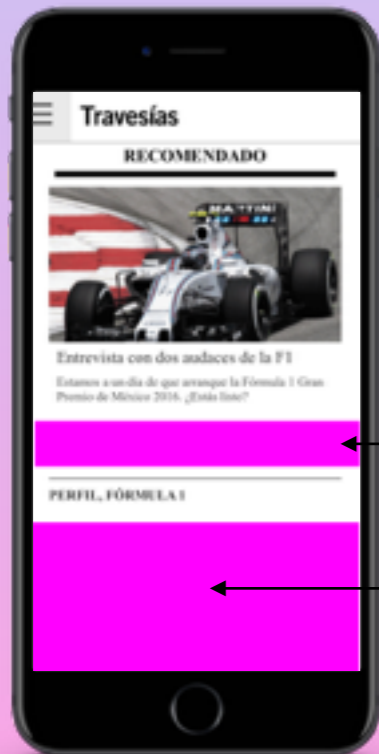 Travesías
RECOMENDADO
MARTINI
Entrevista con dos audaces de la F1
Estamos a un día de que arranque la Fórmula 1 Gran
Premio de México 2016. ¿Estás listo?
PERFIL, FÓRMULA 1